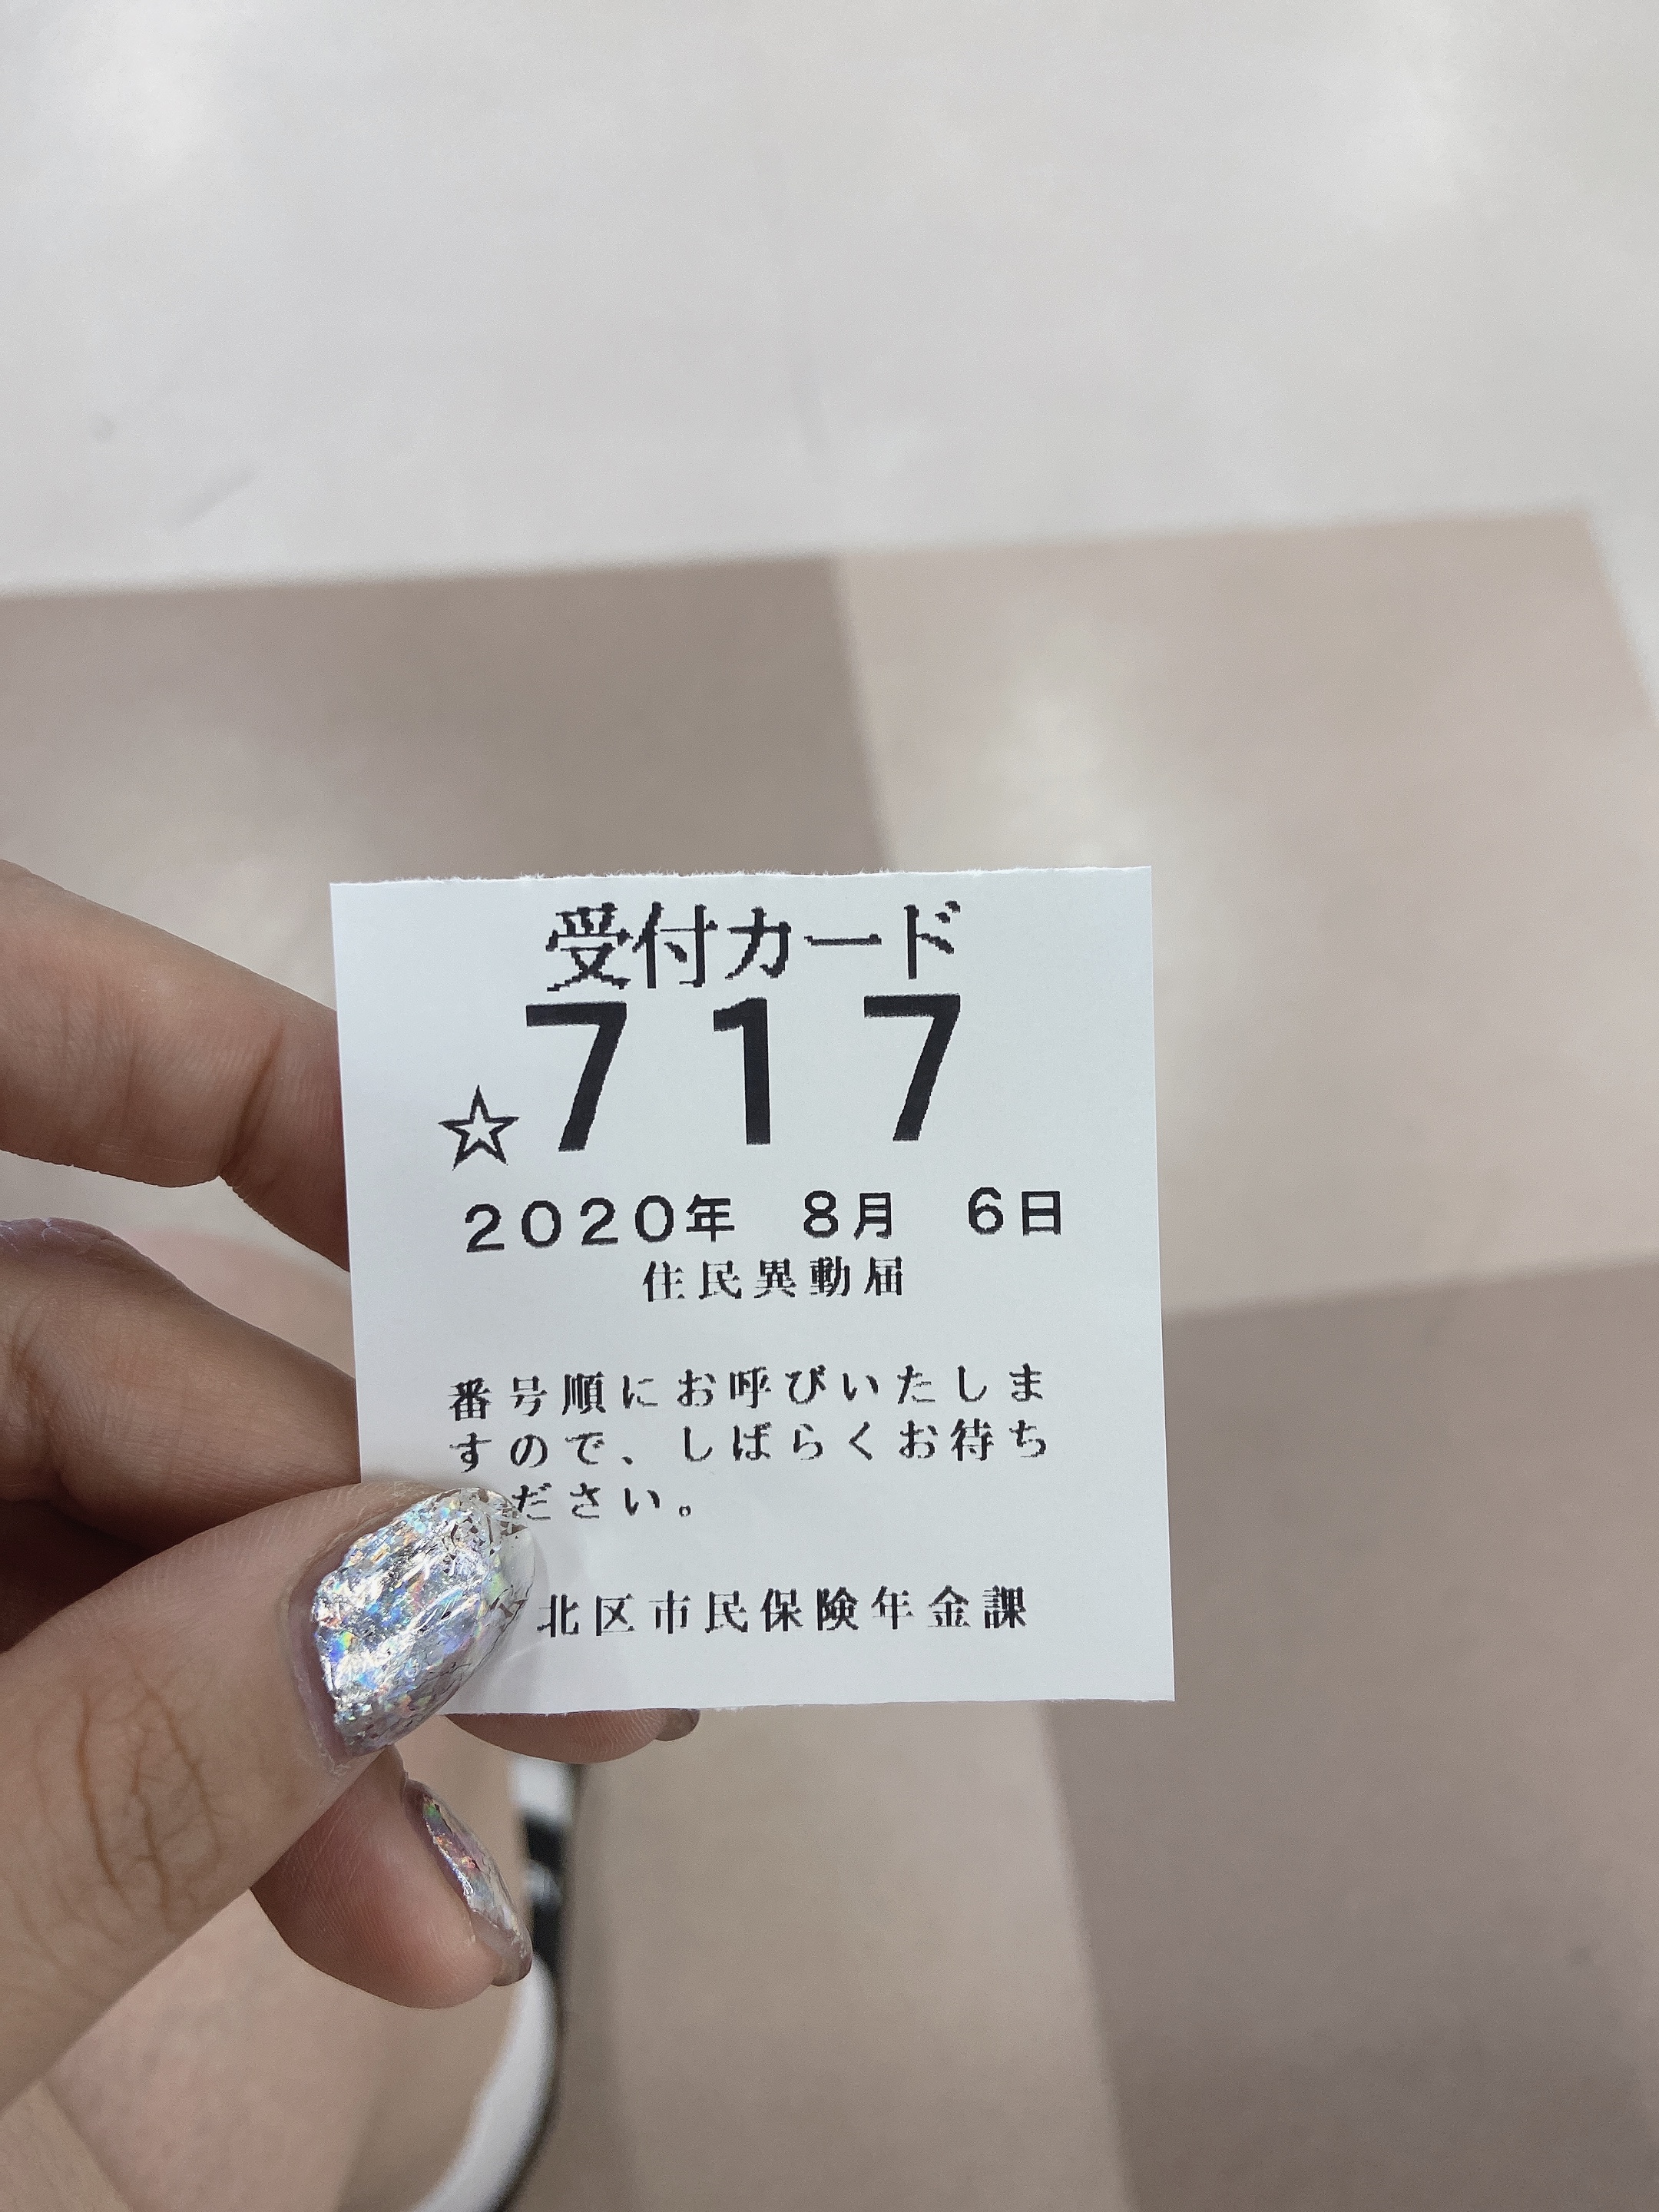 受付カード
☆717
2020年 8月 6日
住民異動届
番号順にお呼びいたしま
すので、しばらくお待ち
ださい。
北区市民保険年金課